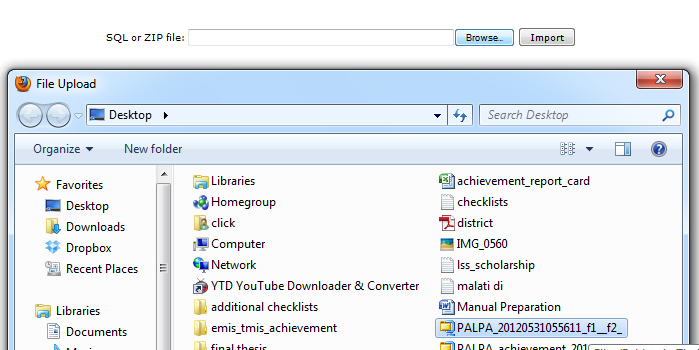 SQL or ZIP file: Browse... Import
File Upload
Desktop Search Desktop
Organize New folder
Favorites
Desktop
Downloads
Dropbox
Recent Places
Libraries
Documents
Libraries
Homegroup
click
Computer
Network
YTD YouTube Downloader & Converter
additional checklists
emis_tmis_achievement
final thesis
achievement_report_card
checklists
district
IMG_0560
lss_scholarship
malati di
Manual Preparation
PALPA_20120531055611_f1__f2_